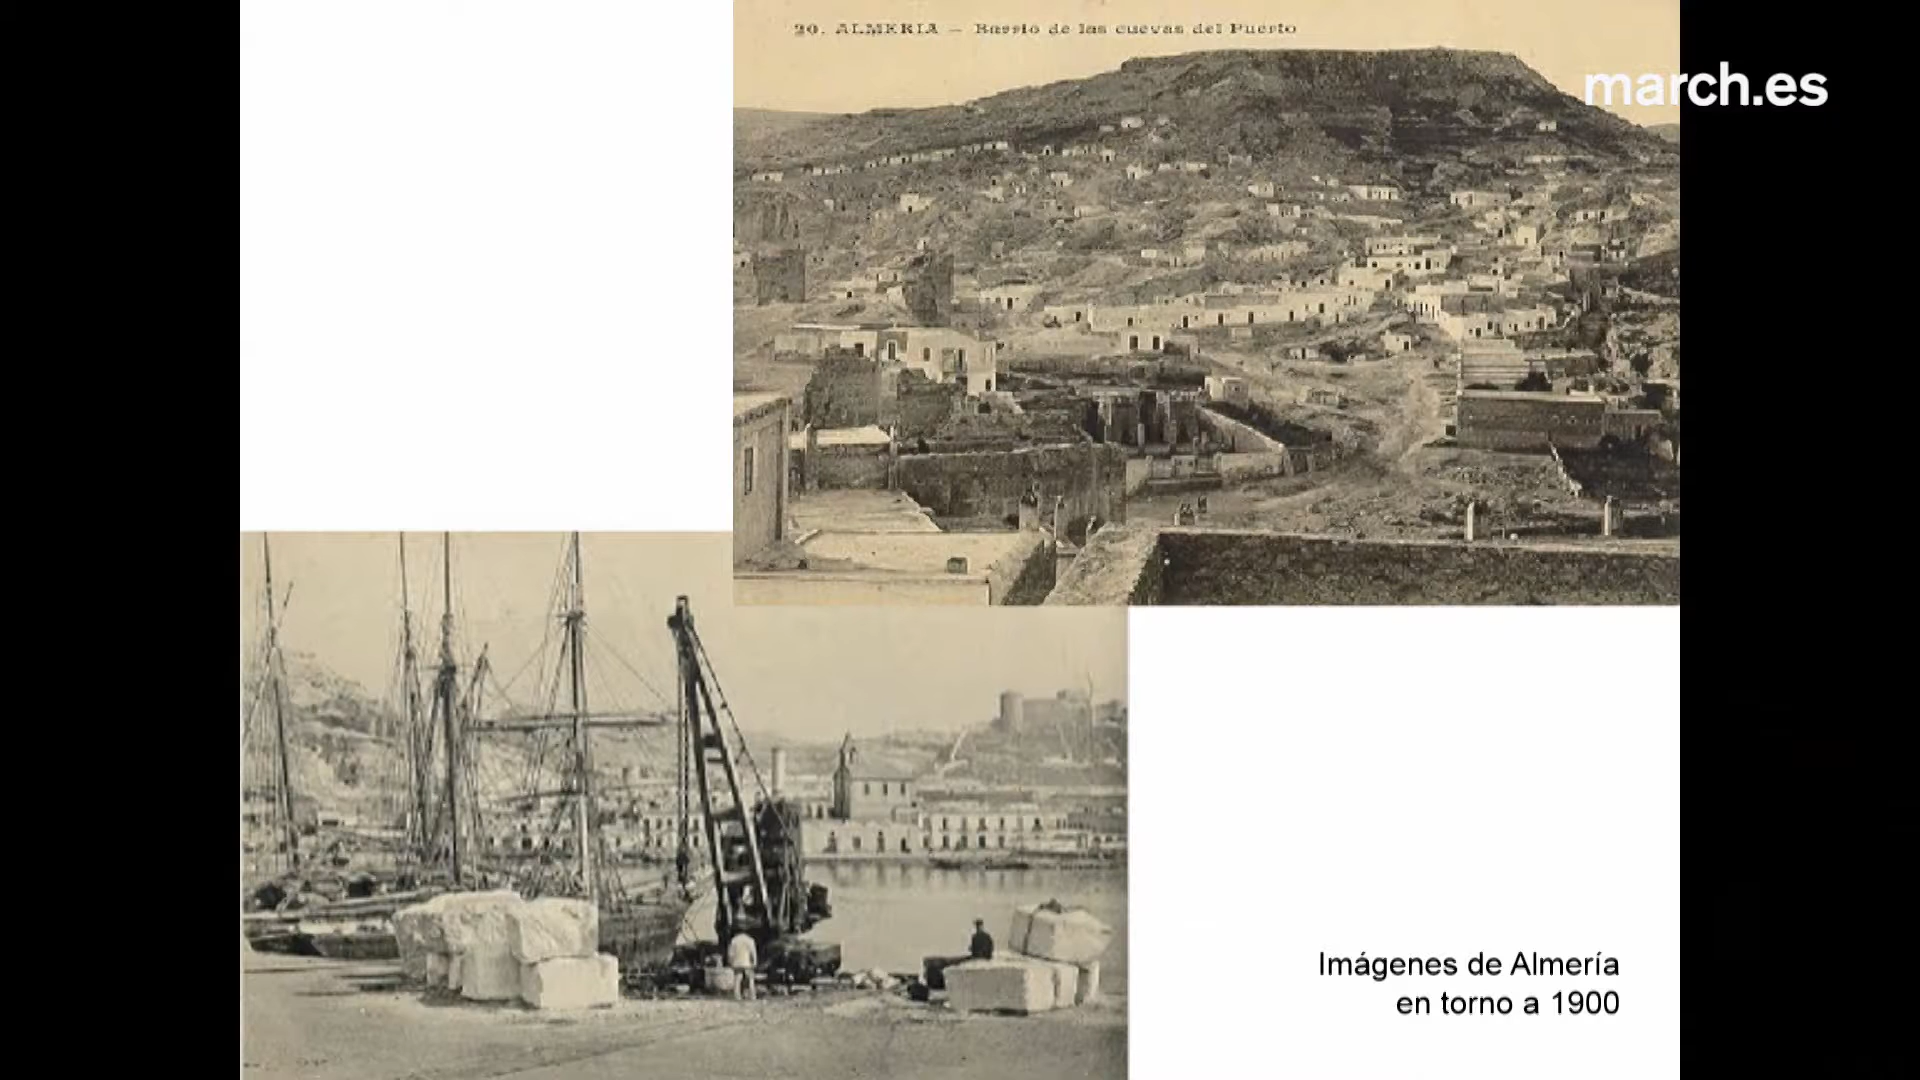 20. ALMERIA — Barrio de las cuevas del Puerto
march.es
Imágenes de Almería
en torno a 1900